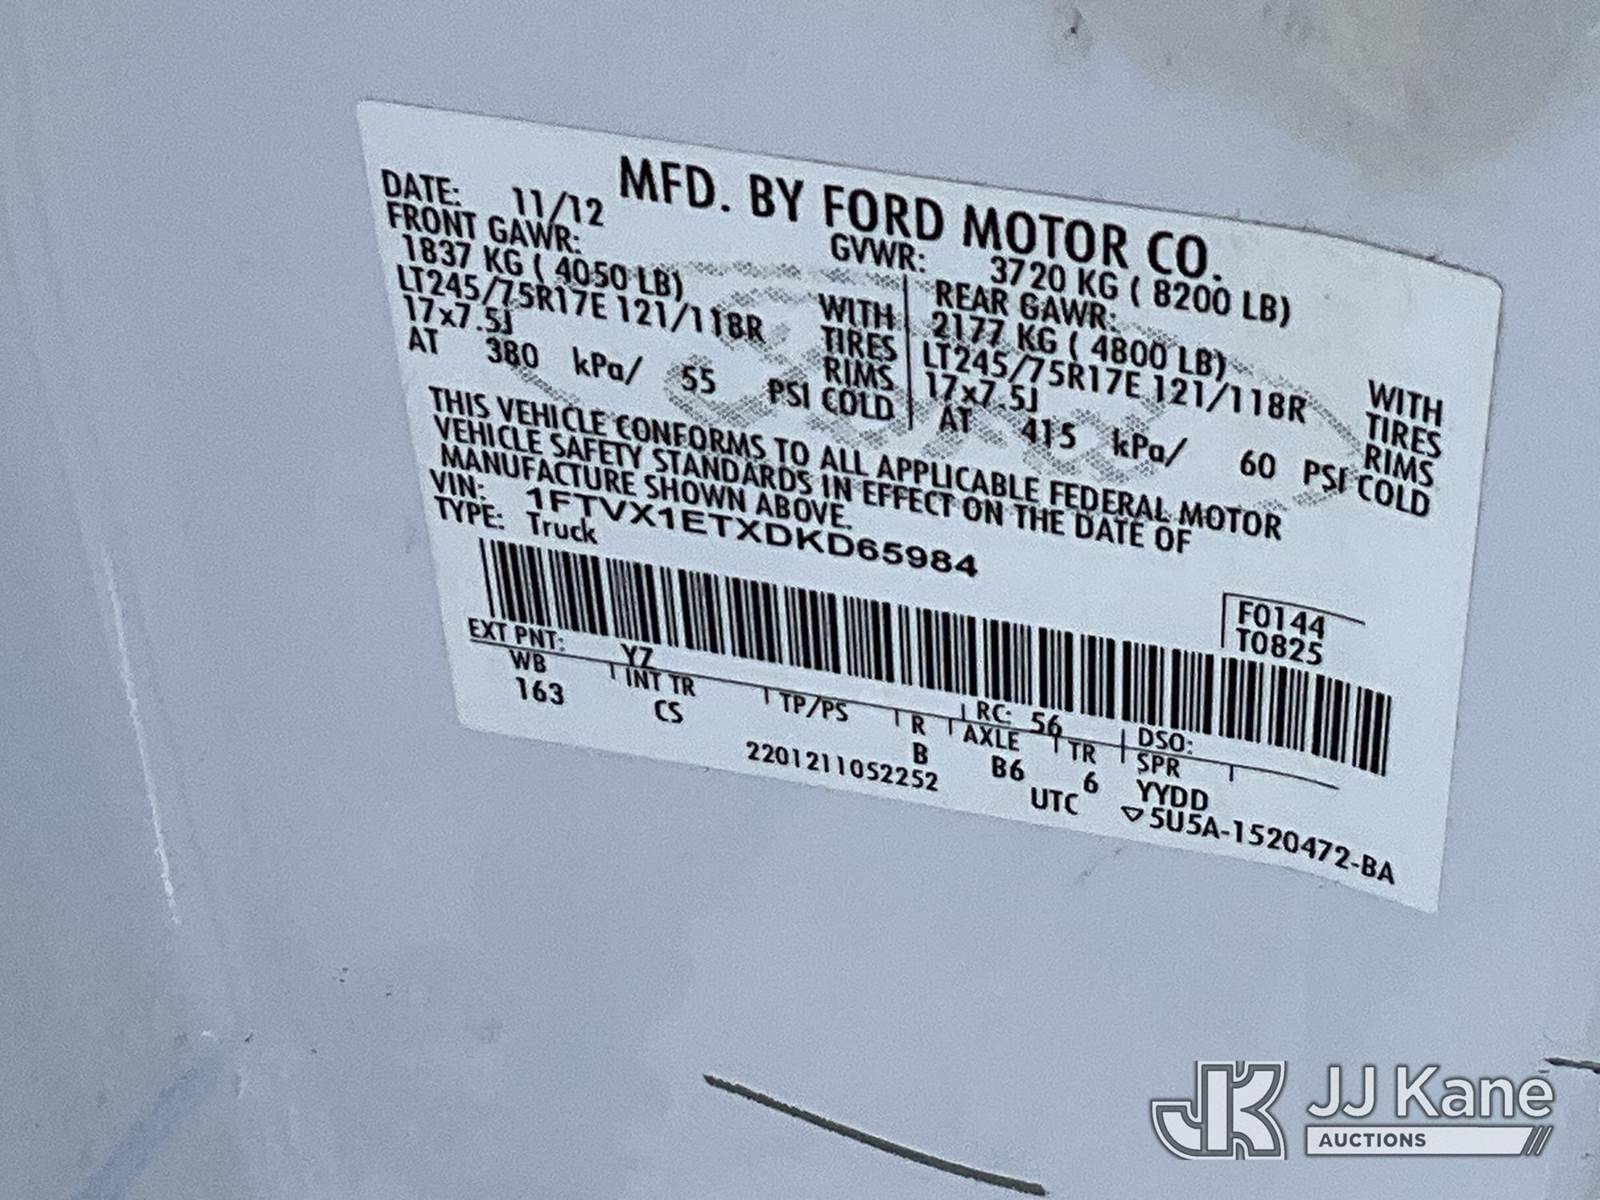 MFD. BY FORD MOTOR CO.
DATE: 11/12 GVWR: 3720 KG ( 8200 LB)
FRONT GAWR: REAR GAWR:
1837 KG ( 4050 LB) WITH 2177 KG ( 4800 LB) WITH
LT245/75R17E 121/118R TIRES LT245/75R17E 121/118R TIRES
17x7.5J RIMS 17x7.5J RIMS
AT 380 kPa/ 55 PSI COLD AT 415 kPa/ 60 PSI COLD
THIS VEHICLE CONFORMS TO ALL APPLICABLE FEDERAL MOTOR
VEHICLE SAFETY STANDARDS IN EFFECT ON THE DATE OF
MANUFACTURE SHOWN ABOVE.
VIN: 1FTVX1ETXDKD65984
TYPE: Truck
F0144
T0825
EXT PNT: YZ RC: 56 DSO:
WB INT TR TP/PS R AXLE TR SPR
163 CS B B6 6 YYDD
2201211052252 UTC ▽5U5A-1520472-BA
JK JJ Kane
AUCTIONS